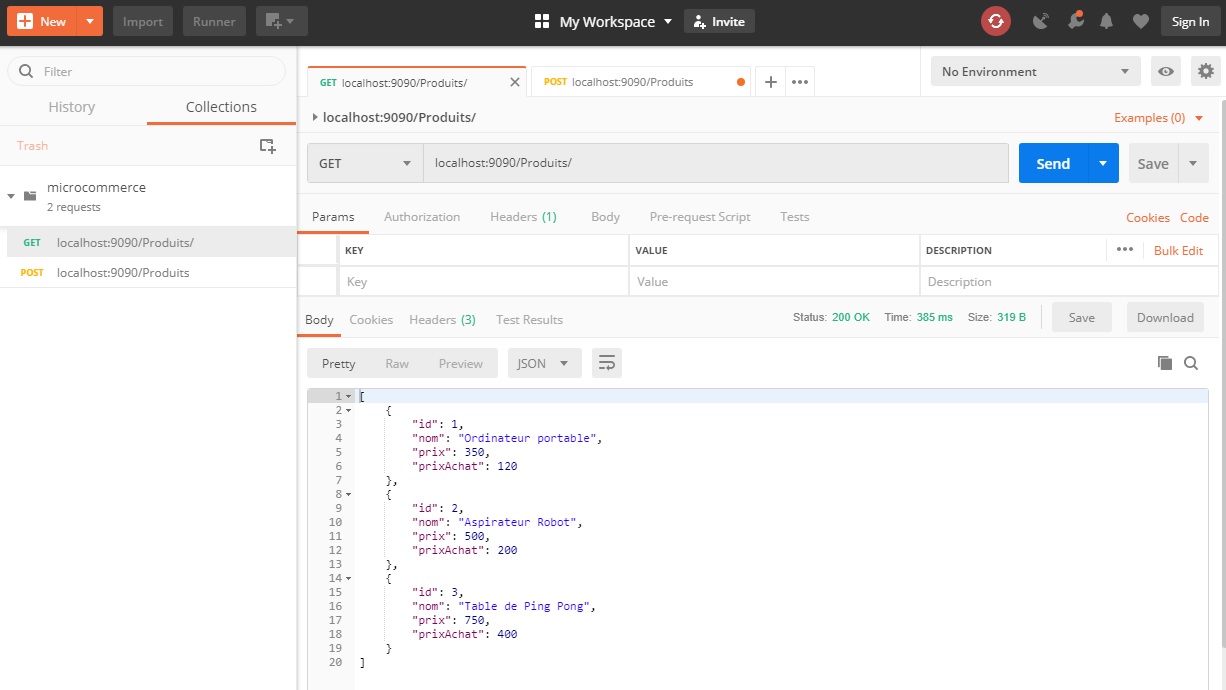 New Import Runner My Workspace Invite Sign In
Filter
History Collections
Trash
microcommerce
2 requests
GET localhost:9090/Produits/
POST localhost:9090/Produits
GET localhost:9090/Produits/ POST localhost:9090/Produits No Environment
localhost:9090/Produits/ Examples (0)
GET localhost:9090/Produits/ Send Save
Params Authorization Headers (1) Body Pre-request Script Tests Cookies Code
KEY VALUE DESCRIPTION Bulk Edit
Key Value Description
Body Cookies Headers (3) Test Results Status: 200 OK Time: 385 ms Size: 319 B Save Download
Pretty Raw Preview JSON
1 [
2 {
3 "id": 1,
4 "nom": "Ordinateur portable",
5 "prix": 350,
6 "prixAchat": 120
7 },
8 {
9 "id": 2,
10 "nom": "Aspirateur Robot",
11 "prix": 500,
12 "prixAchat": 200
13 },
14 {
15 "id": 3,
16 "nom": "Table de Ping Pong",
17 "prix": 750,
18 "prixAchat": 400
19 }
20 ]